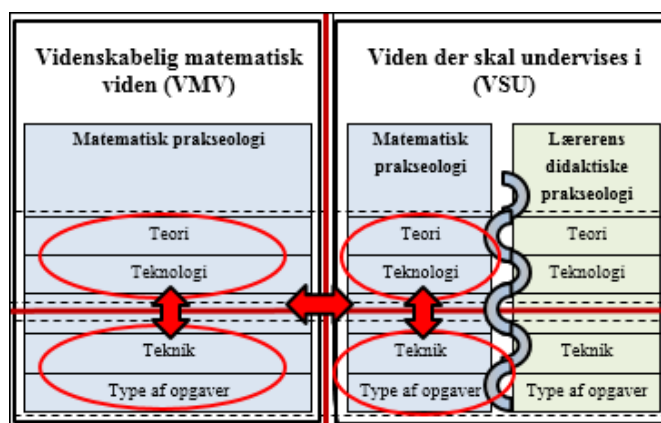 Videnskabelig matematisk
viden (VMV)
Matematisk prakseologi
Teori
Teknologi
Teknik
Type af opgaver
Viden der skal undervises i
(VSU)
Matematisk
prakseologi
Teori
Teknologi
Teknik
Type af opgaver
Lærerens
didaktiske
prakseologi
Teori
Teknologi
Teknik
Type af opgaver